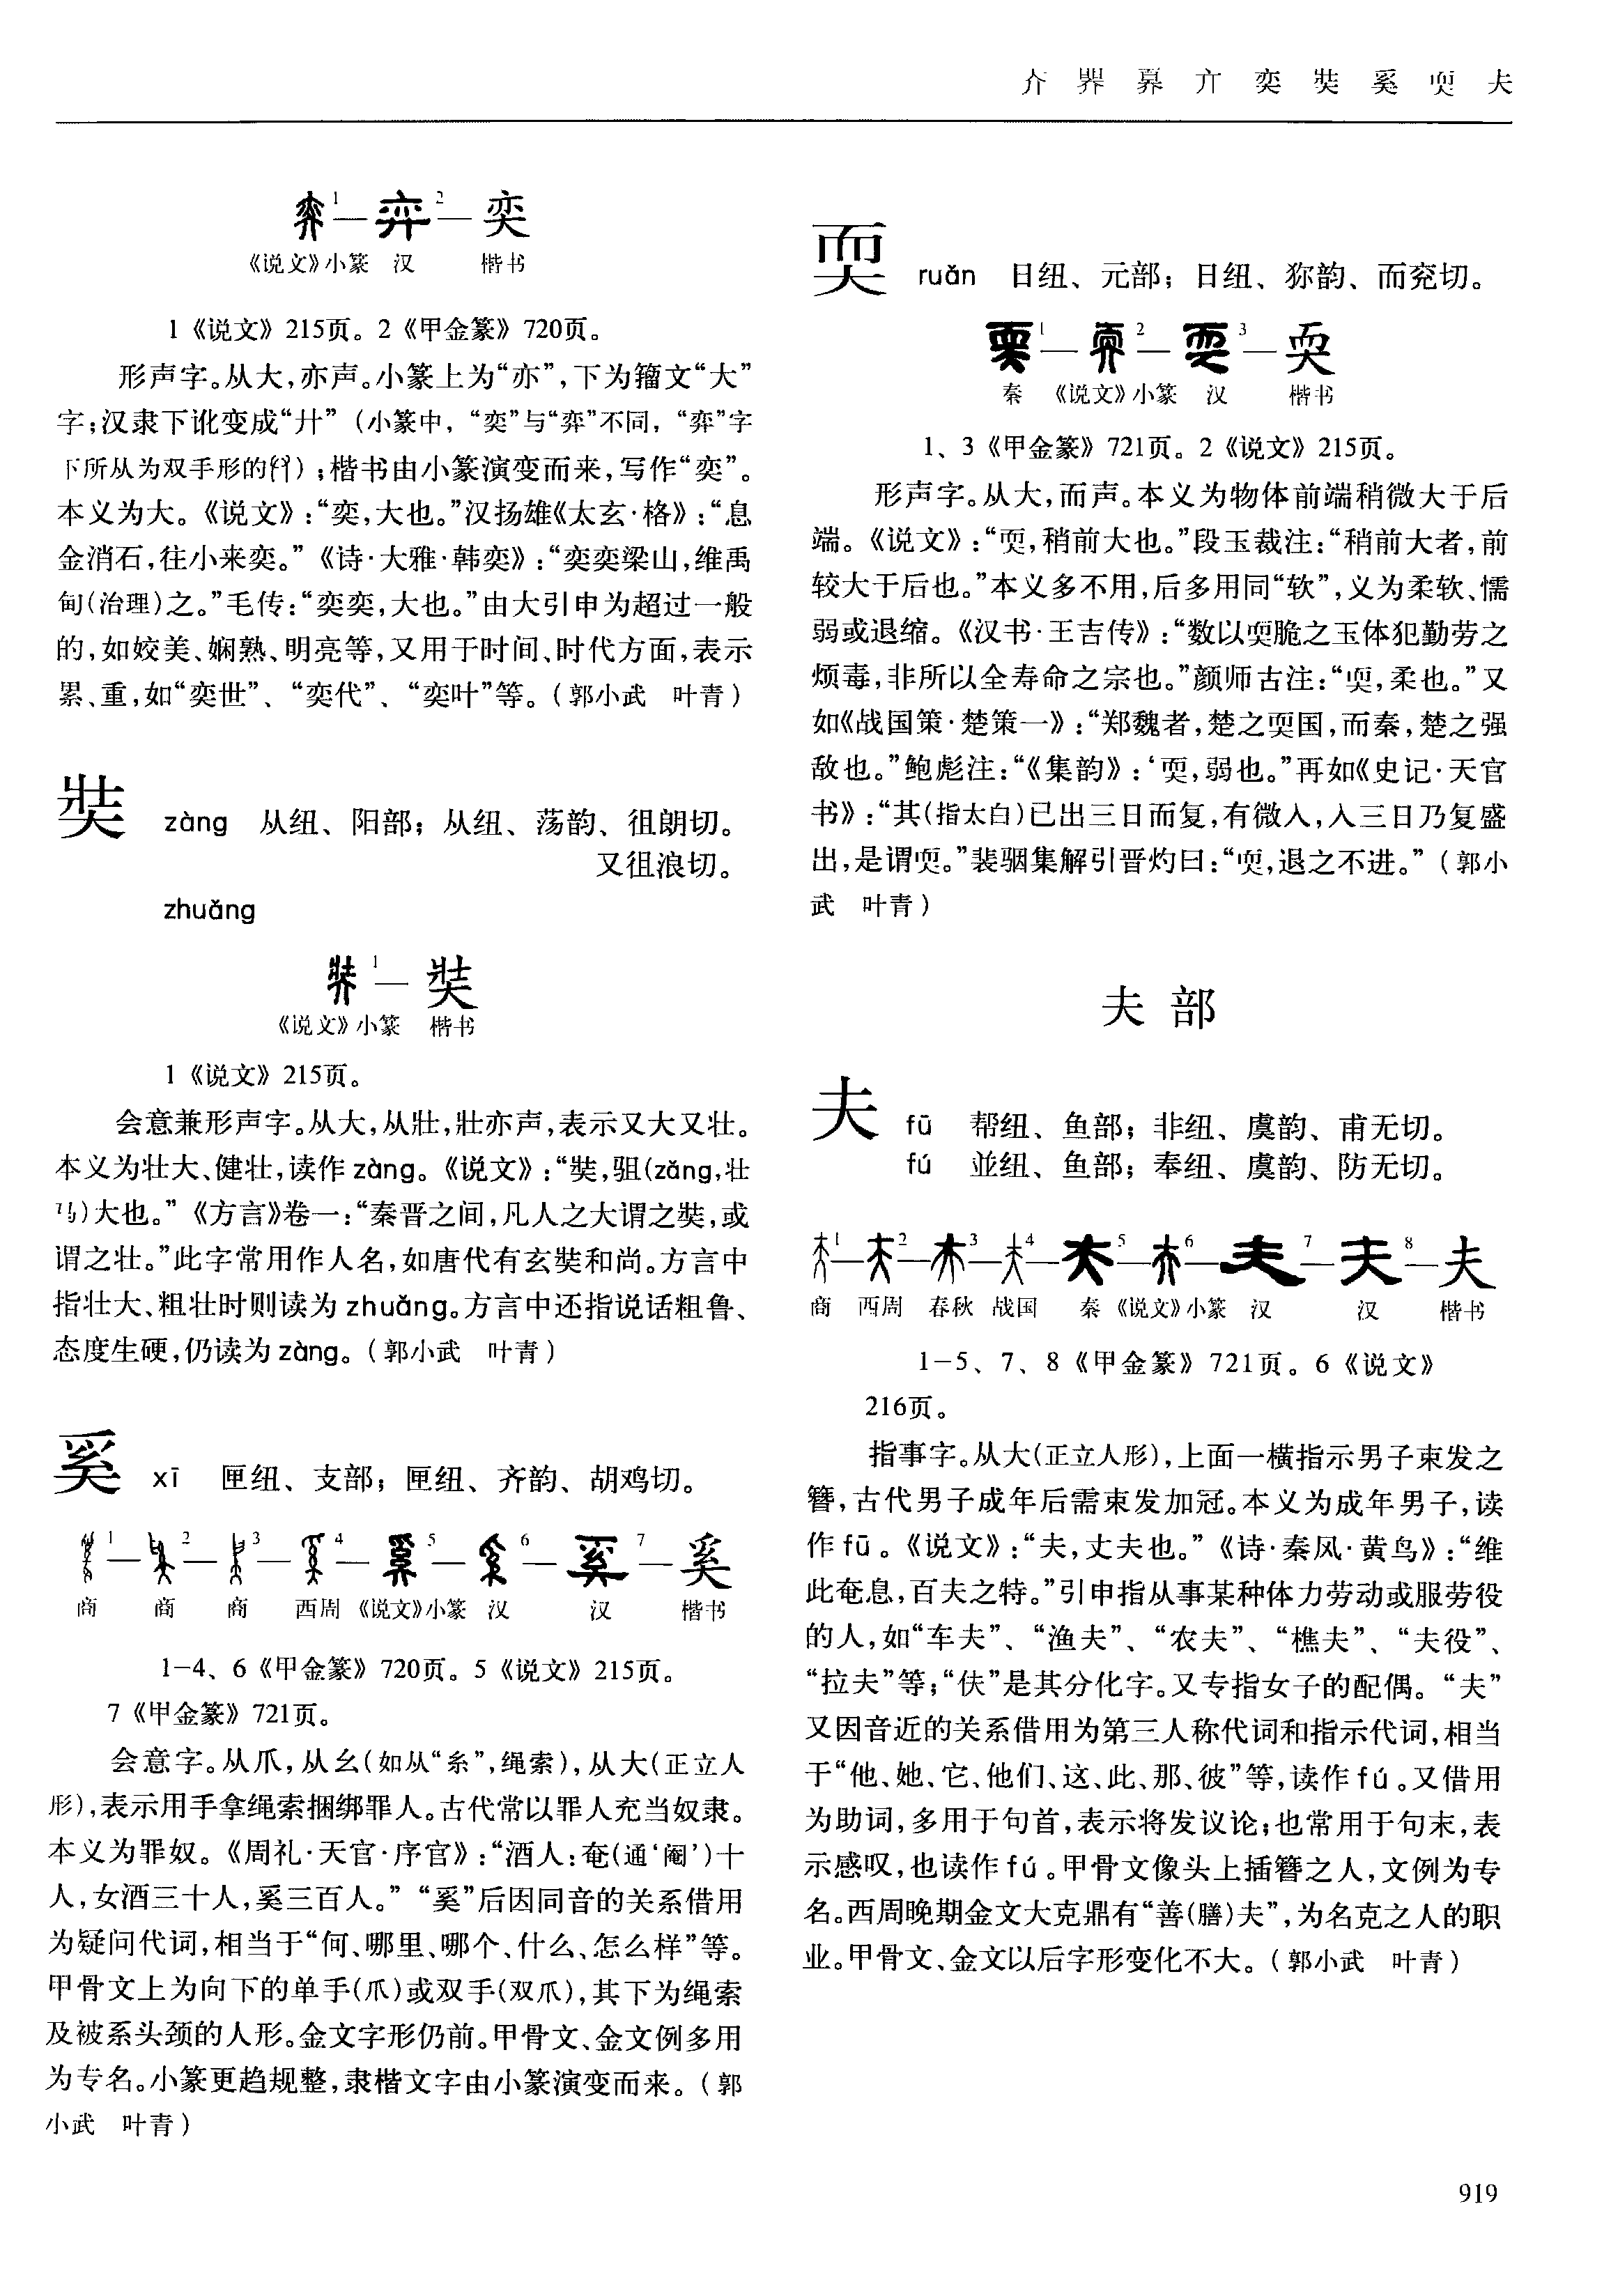 夰 奡 昦 亣 奕 奘 奚 耎 夫
1—2—奕
《说文》小篆 汉 楷书
1《说文》215页。2《甲金篆》720页。
形声字。从大,亦声。小篆上为“亦”,下为籀文“大”
字;汉隶下讹变成“廾”(小篆中,“奕”与“弈”不同,“弈”字
下所从为双手形的);楷书由小篆演变而来,写作“奕”。
本义为大。《说文》:“奕,大也。”汉扬雄《太玄·格》:“息
金消石,往小来奕。”《诗·大雅·韩奕》:“奕奕梁山,维禹
甸(治理)之。”毛传:“奕奕,大也。”由大引申为超过一般
的,如姣美、娴熟、明亮等,又用于时间、时代方面,表示
累、重,如“奕世”、“奕代”、“奕叶”等。(郭小武 叶青)
奘 zàng 从纽、阳部;从纽、荡韵、徂朗切。
又徂浪切。
zhuǎng
1—奘
《说文》小篆 楷书
1《说文》215页。
会意兼形声字。从大,从壯,壯亦声,表示又大又壮。
本义为壮大、健壮,读作zàng。《说文》:“奘,驵(zǎng,壮
马)大也。”《方言》卷一:“秦晋之间,凡人之大谓之奘,或
谓之壮。”此字常用作人名,如唐代有玄奘和尚。方言中
指壮大、粗壮时则读为zhuǎng。方言中还指说话粗鲁、
态度生硬,仍读为zàng。(郭小武 叶青)
奚 xī 匣纽、支部;匣纽、齐韵、胡鸡切。
1—2—3—4—5—6—7—奚
商 商 商 西周 《说文》小篆 汉 汉 楷书
1-4、6《甲金篆》720页。5《说文》215页。
7《甲金篆》721页。
会意字。从爪,从幺(如从“糸”,绳索),从大(正立人
形),表示用手拿绳索捆绑罪人。古代常以罪人充当奴隶。
本义为罪奴。《周礼·天官·序官》:“酒人:奄(通‘阉’)十
人,女酒三十人,奚三百人。”“奚”后因同音的关系借用
为疑问代词,相当于“何、哪里、哪个、什么、怎么样”等。
甲骨文上为向下的单手(爪)或双手(双爪),其下为绳索
及被系头颈的人形。金文字形仍前。甲骨文、金文例多用
为专名。小篆更趋规整,隶楷文字由小篆演变而来。(郭
小武 叶青)
耎 ruǎn 日纽、元部;日纽、狝韵、而兖切。
1—2—3—耎
秦 《说文》小篆 汉 楷书
1、3《甲金篆》721页。2《说文》215页。
形声字。从大,而声。本义为物体前端稍微大于后
端。《说文》:“耎,稍前大也。”段玉裁注:“稍前大者,前
较大于后也。”本义多不用,后多用同“软”,义为柔软、懦
弱或退缩。《汉书·王吉传》:“数以耎脆之玉体犯勤劳之
烦毒,非所以全寿命之宗也。”颜师古注:“耎,柔也。”又
如《战国策·楚策一》:“郑魏者,楚之耎国,而秦,楚之强
敌也。”鲍彪注:“《集韵》:‘耎,弱也。”再如《史记·天官
书》:“其(指太白)已出三日而复,有微入,入三日乃复盛
出,是谓耎。”裴骃集解引晋灼曰:“耎,退之不进。”(郭小
武 叶青)
夫部
夫 fū 帮纽、鱼部;非纽、虞韵、甫无切。
fú 並纽、鱼部;奉纽、虞韵、防无切。
1—2—3—4—5—6—7—8—夫
商 西周 春秋 战国 秦 《说文》小篆 汉 汉 楷书
1-5、7、8《甲金篆》721页。6《说文》
216页。
指事字。从大(正立人形),上面一横指示男子束发之
簪,古代男子成年后需束发加冠。本义为成年男子,读
作fū。《说文》:“夫,丈夫也。”《诗·秦风·黄鸟》:“维
此奄息,百夫之特。”引申指从事某种体力劳动或服劳役
的人,如“车夫”、“渔夫”、“农夫”、“樵夫”、“夫役”、
“拉夫”等;“伕”是其分化字。又专指女子的配偶。“夫”
又因音近的关系借用为第三人称代词和指示代词,相当
于“他、她、它、他们、这、此、那、彼”等,读作fú。又借用
为助词,多用于句首,表示将发议论;也常用于句末,表
示感叹,也读作fú。甲骨文像头上插簪之人,文例为专
名。西周晚期金文大克鼎有“善(膳)夫”,为名克之人的职
业。甲骨文、金文以后字形变化不大。(郭小武 叶青)
919